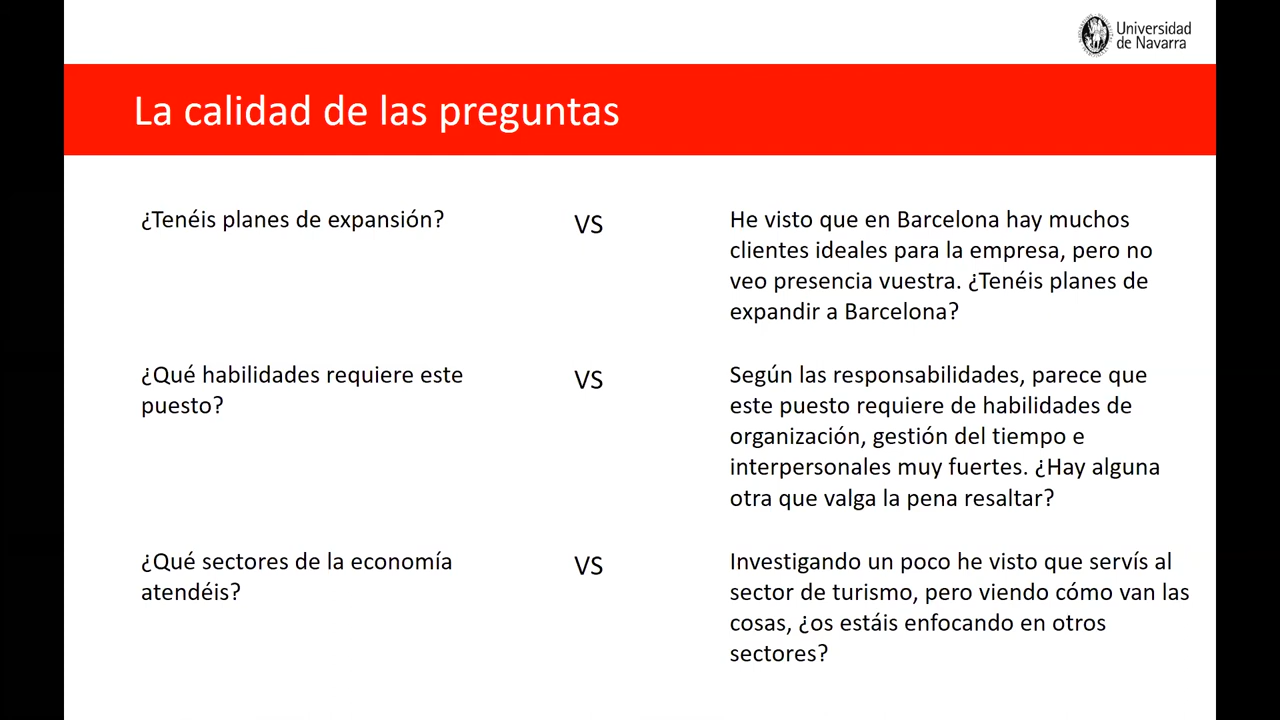 Universidad
de Navarra
La calidad de las preguntas
¿Tenéis planes de expansión?
VS
He visto que en Barcelona hay muchos
clientes ideales para la empresa, pero no
veo presencia vuestra. ¿Tenéis planes de
expandir a Barcelona?
¿Qué habilidades requiere este
puesto?
VS
Según las responsabilidades, parece que
este puesto requiere de habilidades de
organización, gestión del tiempo e
interpersonales muy fuertes. ¿Hay alguna
otra que valga la pena resaltar?
¿Qué sectores de la economía
atendéis?
VS
Investigando un poco he visto que servís al
sector de turismo, pero viendo cómo van las
cosas, ¿os estáis enfocando en otros
sectores?